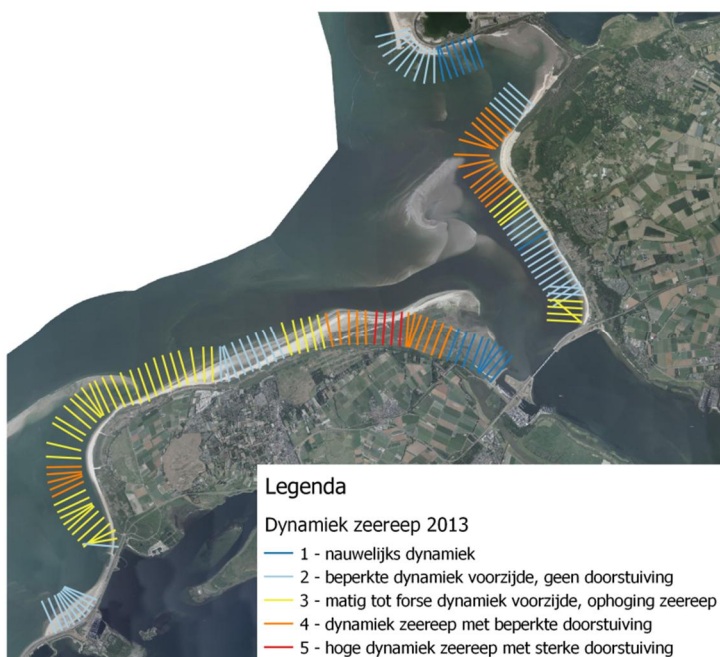 Legenda
Dynamiek zeereep 2013
1 - nauwelijks dynamiek
2 - beperkte dynamiek voorzijde, geen doorstuiving
3 - matig tot forse dynamiek voorzijde, ophoging zeereep
4 - dynamiek zeereep met beperkte doorstuiving
5 - hoge dynamiek zeereep met sterke doorstuiving